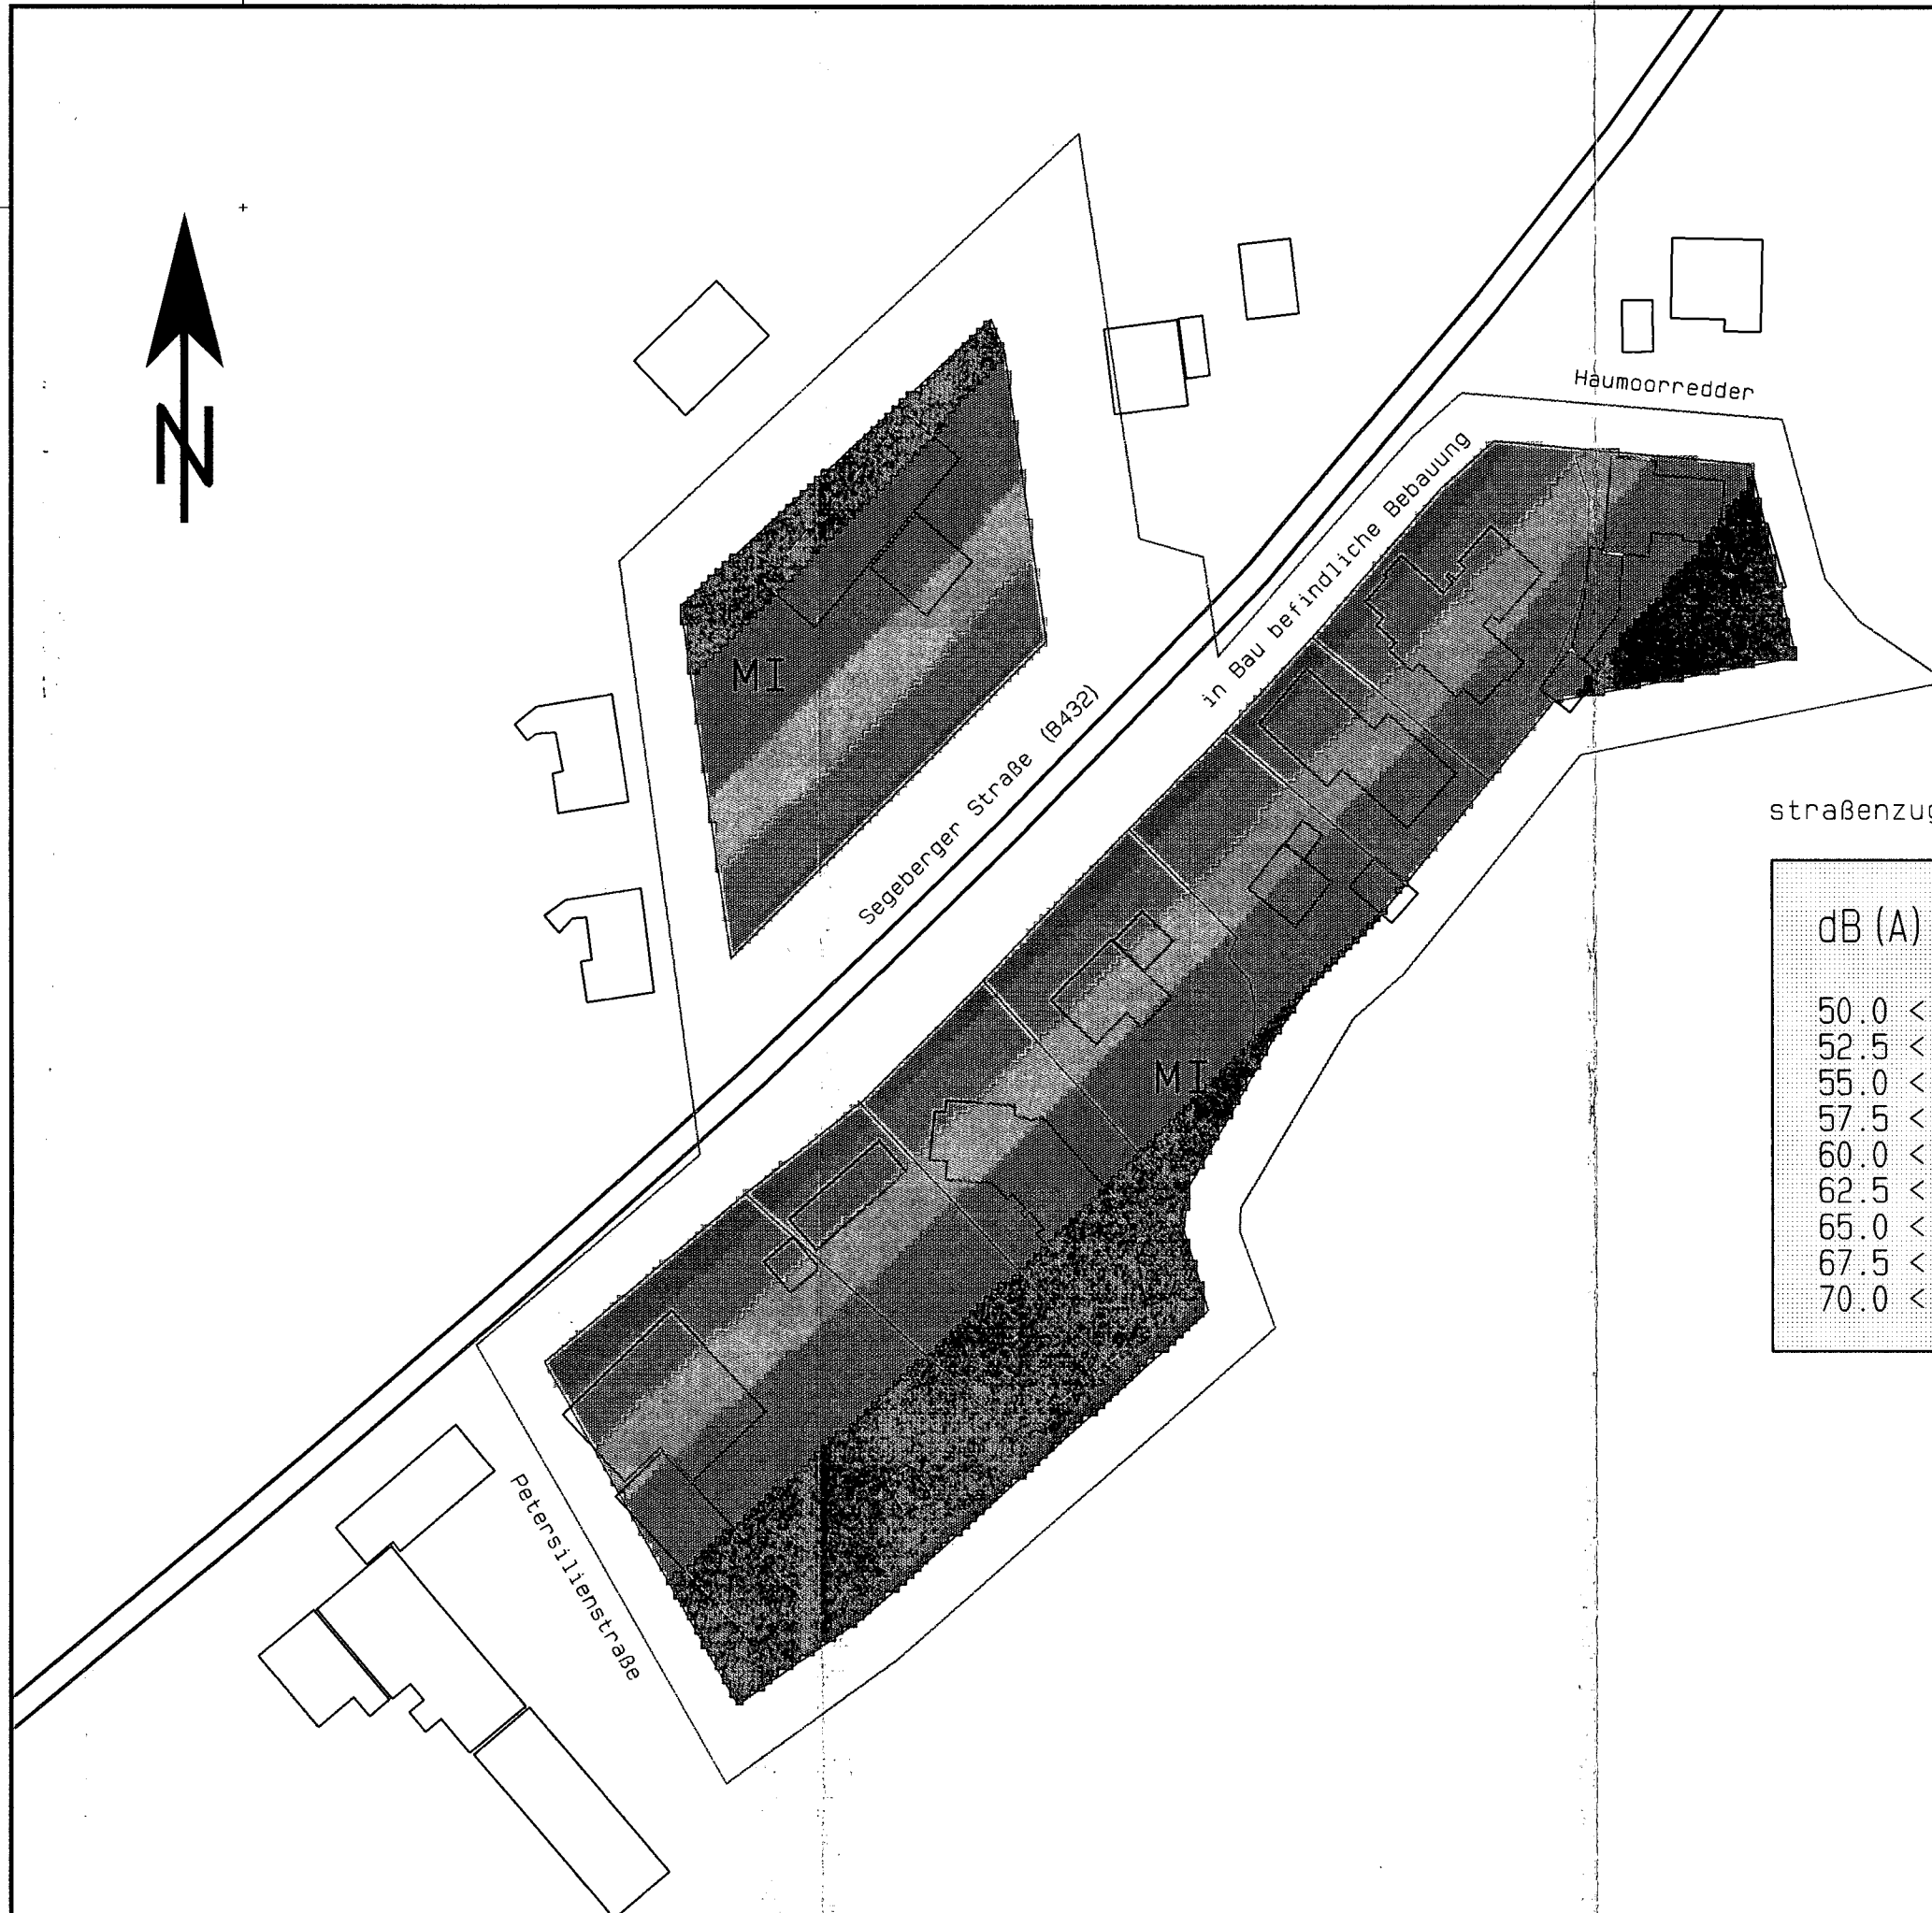 N
Haumoorredder
in Bau befindliche Bebauung
MI
Segeberger Straße (B432)
straßenzug
dB (A)
50.0 <
52.5 <
55.0 <
57.5 <
60.0 <
62.5 <
65.0 <
67.5 <
70.0 <
MI
Petersilienstraße